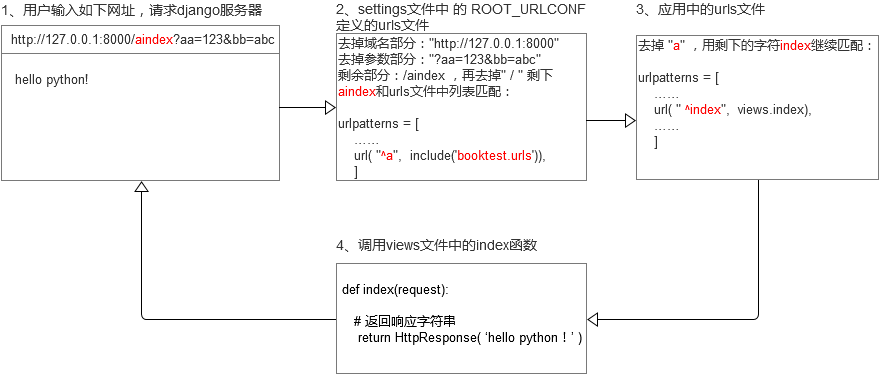 1、用户输入如下网址，请求django服务器
http://127.0.0.1:8000/aindex?aa=123&bb=abc
hello python!
2、settings文件中 的 ROOT_URLCONF
定义的urls文件
去掉域名部分："http://127.0.0.1:8000"
去掉参数部分："?aa=123&bb=abc"
剩余部分：/aindex ，再去掉" / " 剩下
aindex和urls文件中列表匹配：
urlpatterns = [
……
url( "^a",  include('booktest.urls')),
]
3、应用中的urls文件
去掉 "a" ，用剩下的字符index继续匹配：
urlpatterns = [
……
url( " ^index",  views.index),
……
]
4、调用views文件中的index函数
def index(request):
# 返回响应字符串
return HttpResponse( ‘hello python！’ )